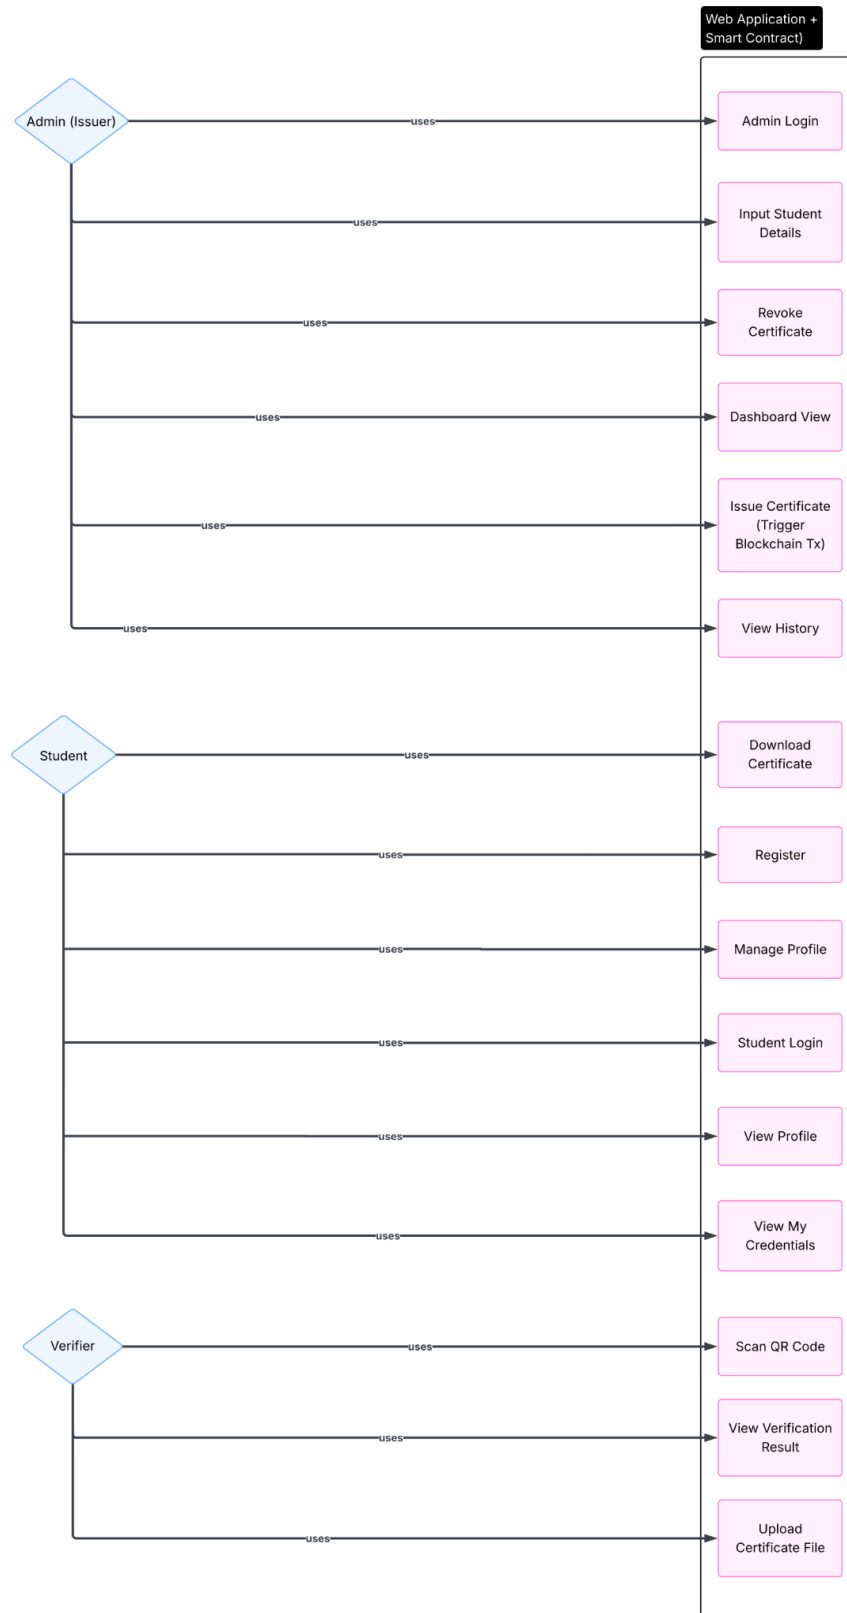 Web Application +
Smart Contract)
Admin (Issuer)
uses
Admin Login
uses
Input Student
Details
uses
Revoke
Certificate
uses
Dashboard View
uses
Issue Certificate
(Trigger
Blockchain Tx)
uses
View History
Student
uses
Download
Certificate
uses
Register
uses
Manage Profile
uses
Student Login
uses
View Profile
uses
View My
Credentials
Verifier
uses
Scan QR Code
uses
View Verification
Result
uses
Upload
Certificate File